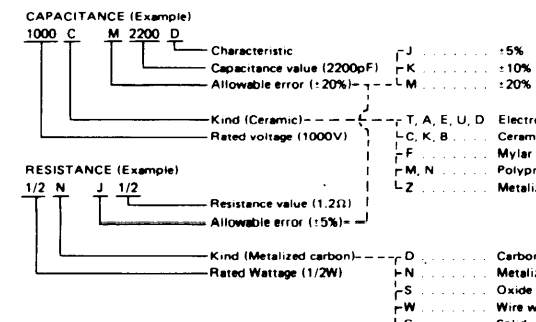 CAPACITANCE (Example)
1000 C M 2200 D
Characteristic
Capacitance value (2200pF)
Allowable error (±20%)
Kind (Ceramic)
Rated voltage (1000V)
J ........ ±5%
K ........ ±10%
M ........ ±20%
T, A, E, U, D Electro
C, K, B ..... Ceram
F ........ Mylar
M, N ...... Polypr
Z ........ Metaliz
RESISTANCE (Example)
1/2 N J 1/2
Resistance value (1.2Ω)
Allowable error (±5%)
Kind (Metalized carbon)
Rated Wattage (1/2W)
D ........ Carbon
N ........ Metaliz
S ........ Oxide
W ........ Wire w